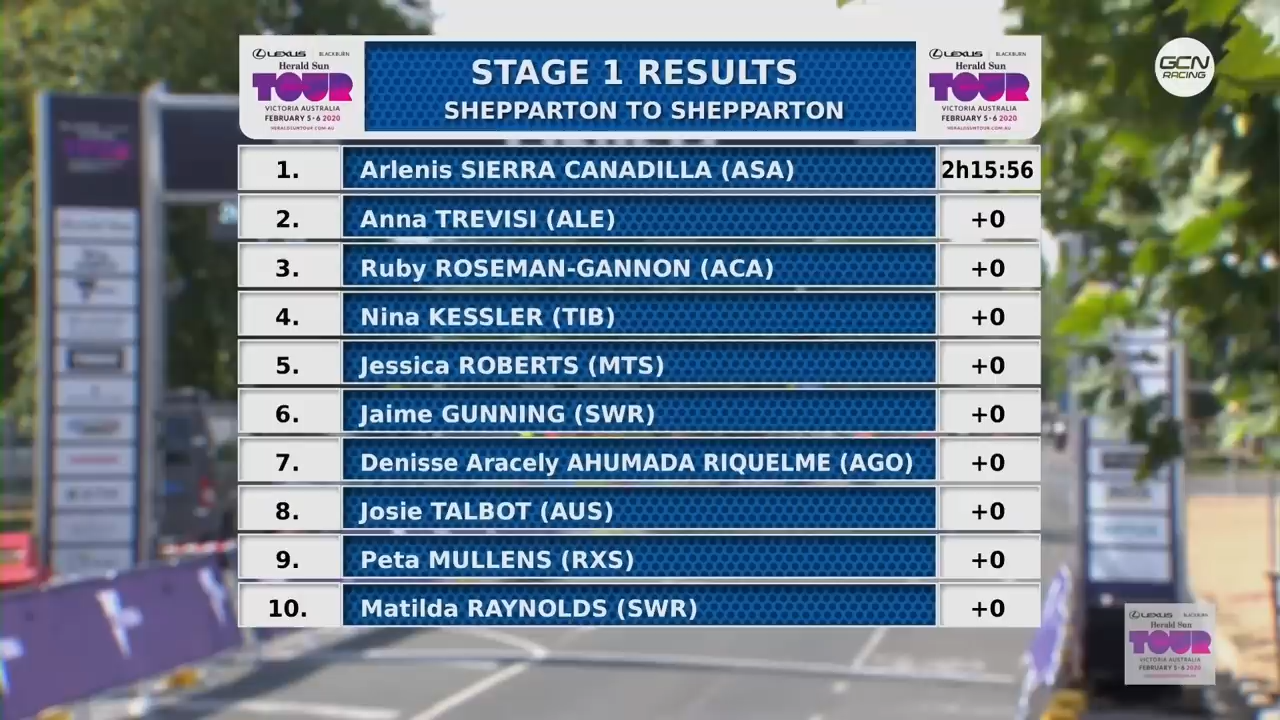 LEXUS BLACKBURN
Herald Sun
TOUR
VICTORIA AUSTRALIA
FEBRUARY 5-6 2020
HERALDSUNTOUR.COM.AU
STAGE 1 RESULTS
SHEPPARTON TO SHEPPARTON
LEXUS BLACKBURN
Herald Sun
TOUR
VICTORIA AUSTRALIA
FEBRUARY 5-6 2020
HERALDSUNTOUR.COM.AU
GCN
RACING
1. Arlenis SIERRA CANADILLA (ASA) 2h15:56
2. Anna TREVISI (ALE) +0
3. Ruby ROSEMAN-GANNON (ACA) +0
4. Nina KESSLER (TIB) +0
5. Jessica ROBERTS (MTS) +0
6. Jaime GUNNING (SWR) +0
7. Denisse Aracely AHUMADA RIQUELME (AGO) +0
8. Josie TALBOT (AUS) +0
9. Peta MULLENS (RXS) +0
10. Matilda RAYNOLDS (SWR) +0
LEXUS BLACKBURN
Herald Sun
TOUR
VICTORIA AUSTRALIA
FEBRUARY 5-6 2020